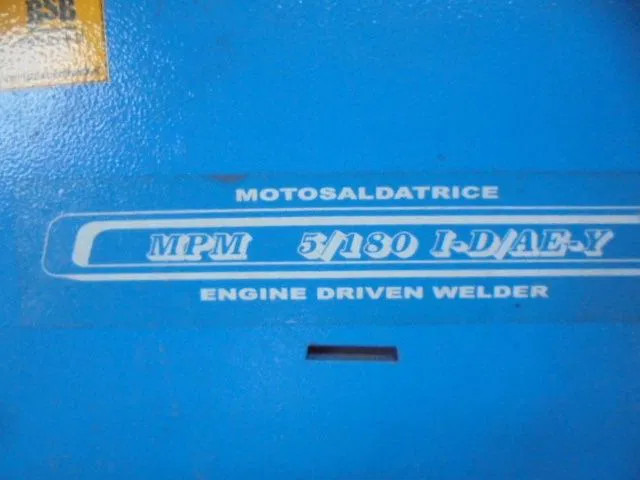 MOTOSALDATRICE
MPM 5/180 I-D/AE-Y
ENGINE DRIVEN WELDER